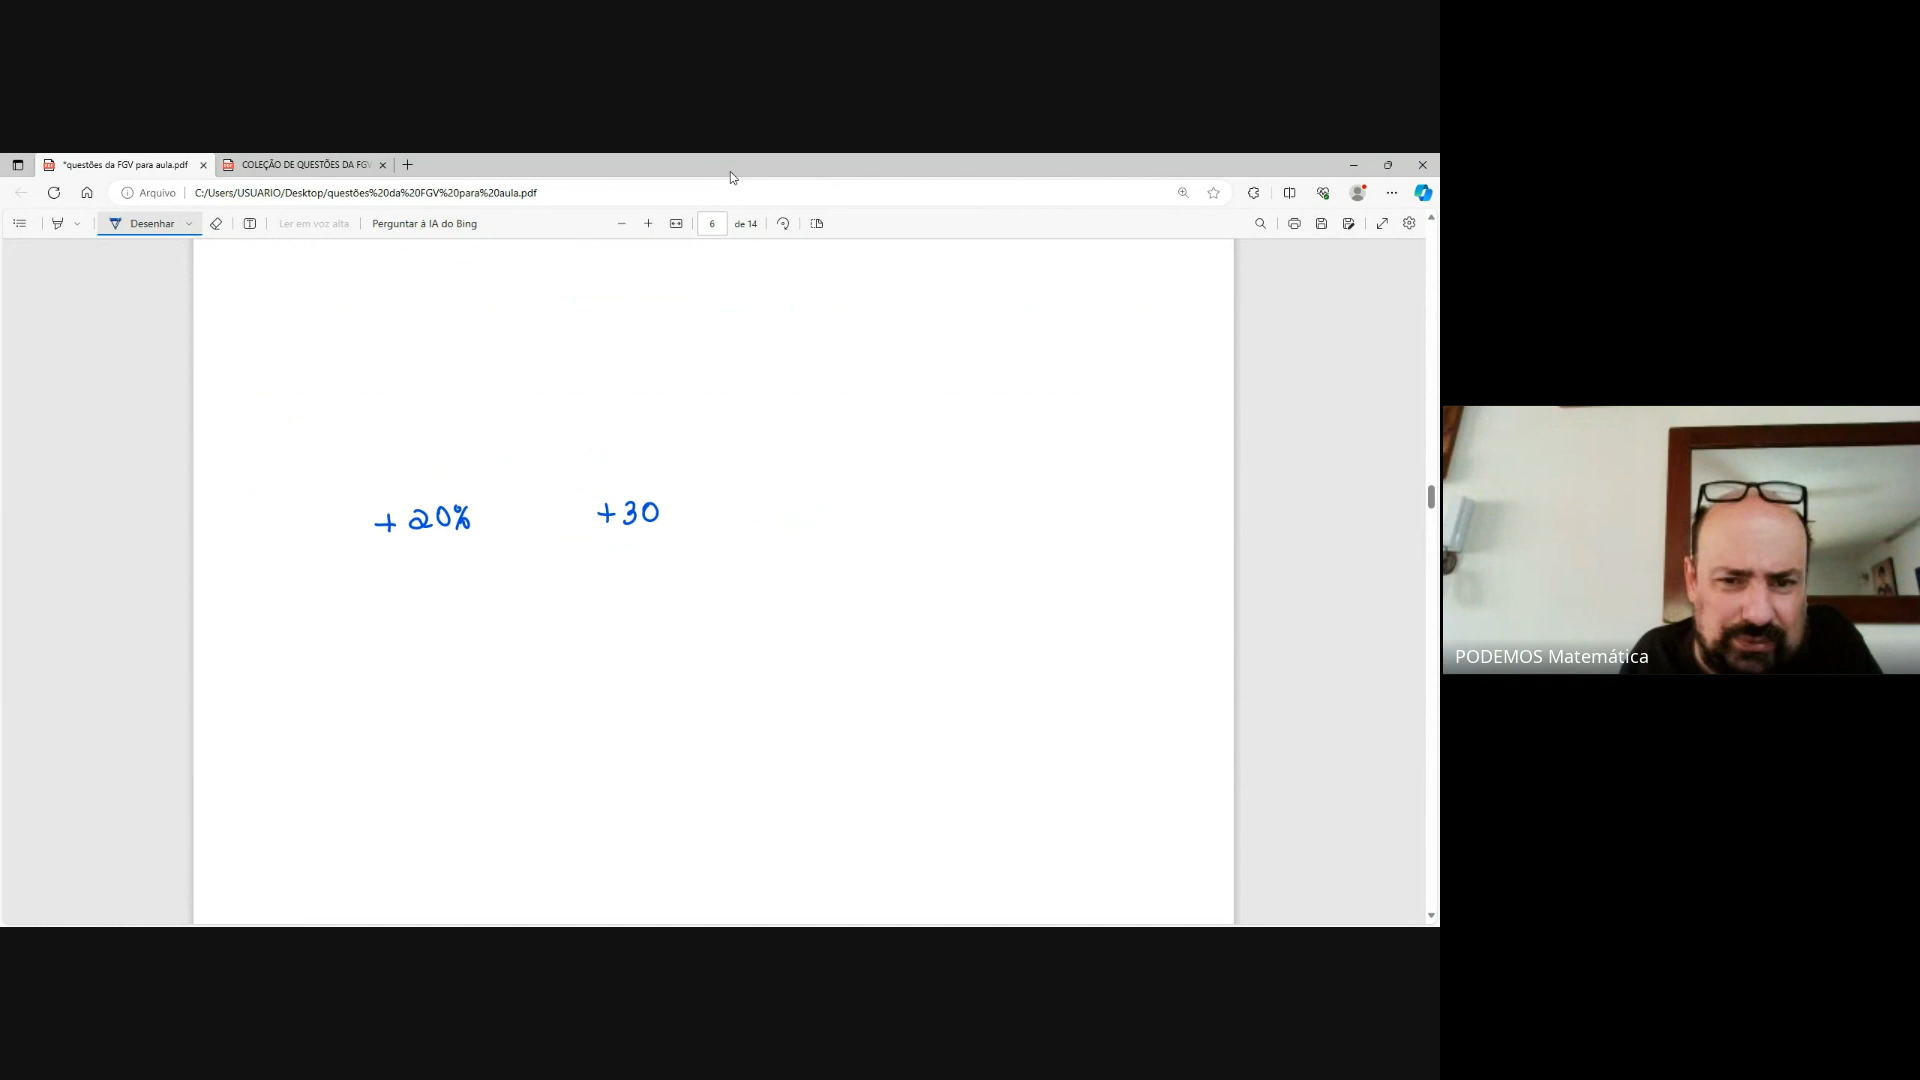 *questões da FGV para aula.pdf
COLEÇÃO DE QUESTÕES DA FGV
Arquivo
C:/Users/USUARIO/Desktop/questões%20da%20FGV%20para%20aula.pdf
Desenhar
Ler em voz alta
Perguntar à IA do Bing
6
de 14
+ 20%
+30
PODEMOS Matemática